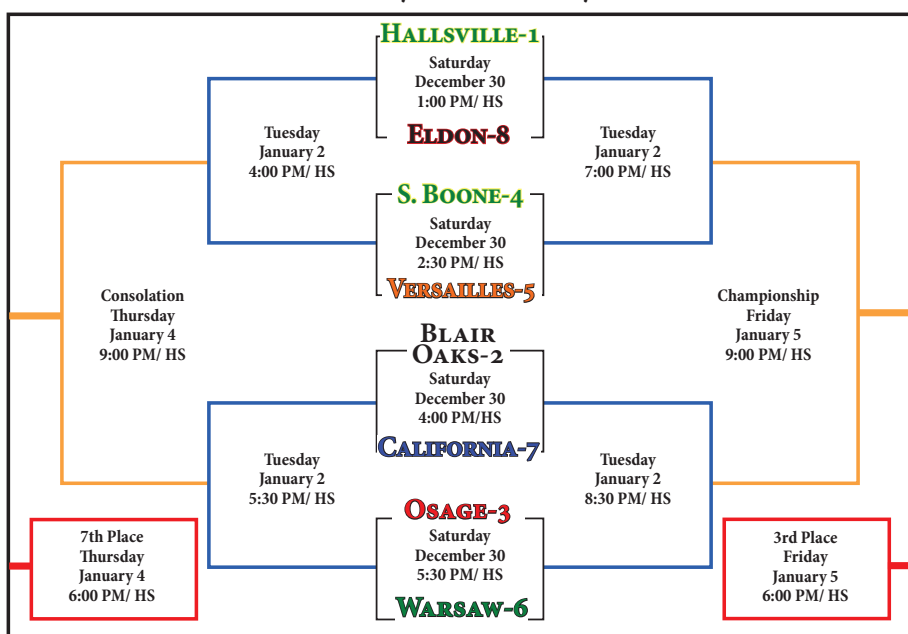 HALLSVILLE-1
Saturday
December 30
1:00 PM/ HS
ELDON-8
Tuesday
January 2
4:00 PM/ HS
Tuesday
January 2
7:00 PM/ HS
S. BOONE-4
Saturday
December 30
2:30 PM/ HS
VERSAILLES-5
Consolation
Thursday
January 4
9:00 PM/ HS
Championship
Friday
January 5
9:00 PM/ HS
BLAIR
OAKS-2
Saturday
December 30
4:00 PM/HS
CALIFORNIA-7
Tuesday
January 2
5:30 PM/ HS
Tuesday
January 2
8:30 PM/ HS
OSAGE-3
Saturday
December 30
5:30 PM/ HS
WARSAW-6
7th Place
Thursday
January 4
6:00 PM/ HS
3rd Place
Friday
January 5
6:00 PM/ HS